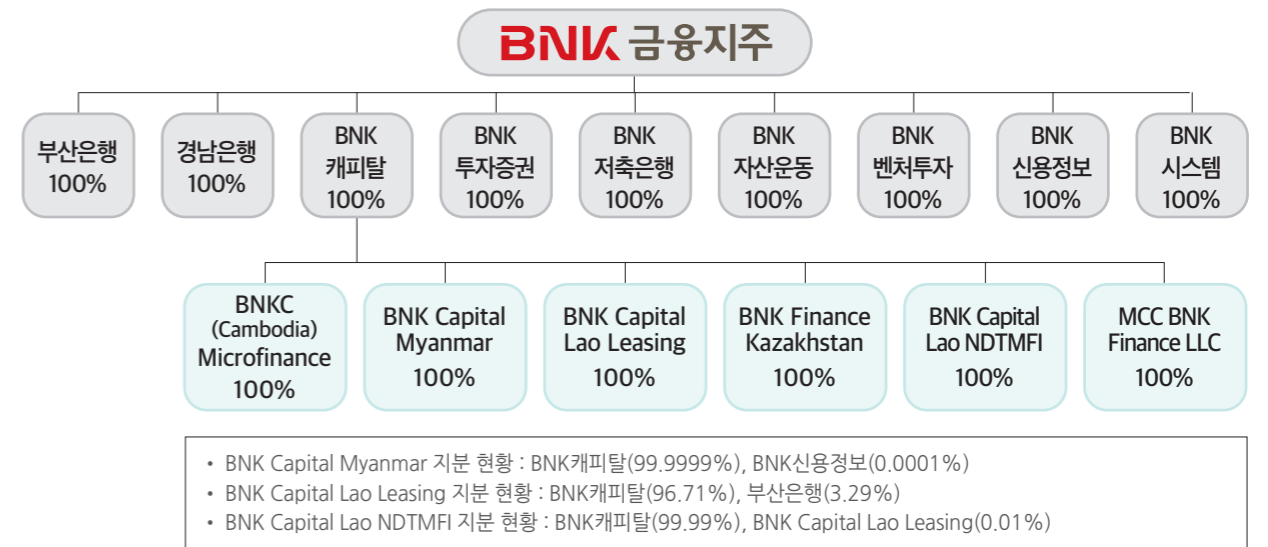 BNK 금융지주
부산은행
100%
경남은행
100%
BNK
캐피탈
100%
BNK
투자증권
100%
BNK
저축은행
100%
BNK
자산운동
100%
BNK
벤처투자
100%
BNK
신용정보
100%
BNK
시스템
100%
BNKC
(Cambodia)
Microfinance
100%
BNK Capital
Myanmar
100%
BNK Capital
Lao Leasing
100%
BNK Finance
Kazakhstan
100%
BNK Capital
Lao NDTMFI
100%
MCC BNK
Finance LLC
100%
• BNK Capital Myanmar 지분 현황 : BNK캐피탈(99.9999%), BNK신용정보(0.0001%)
• BNK Capital Lao Leasing 지분 현황 : BNK캐피탈(96.71%), 부산은행(3.29%)
• BNK Capital Lao NDTMFI 지분 현황 : BNK캐피탈(99.99%), BNK Capital Lao Leasing(0.01%)